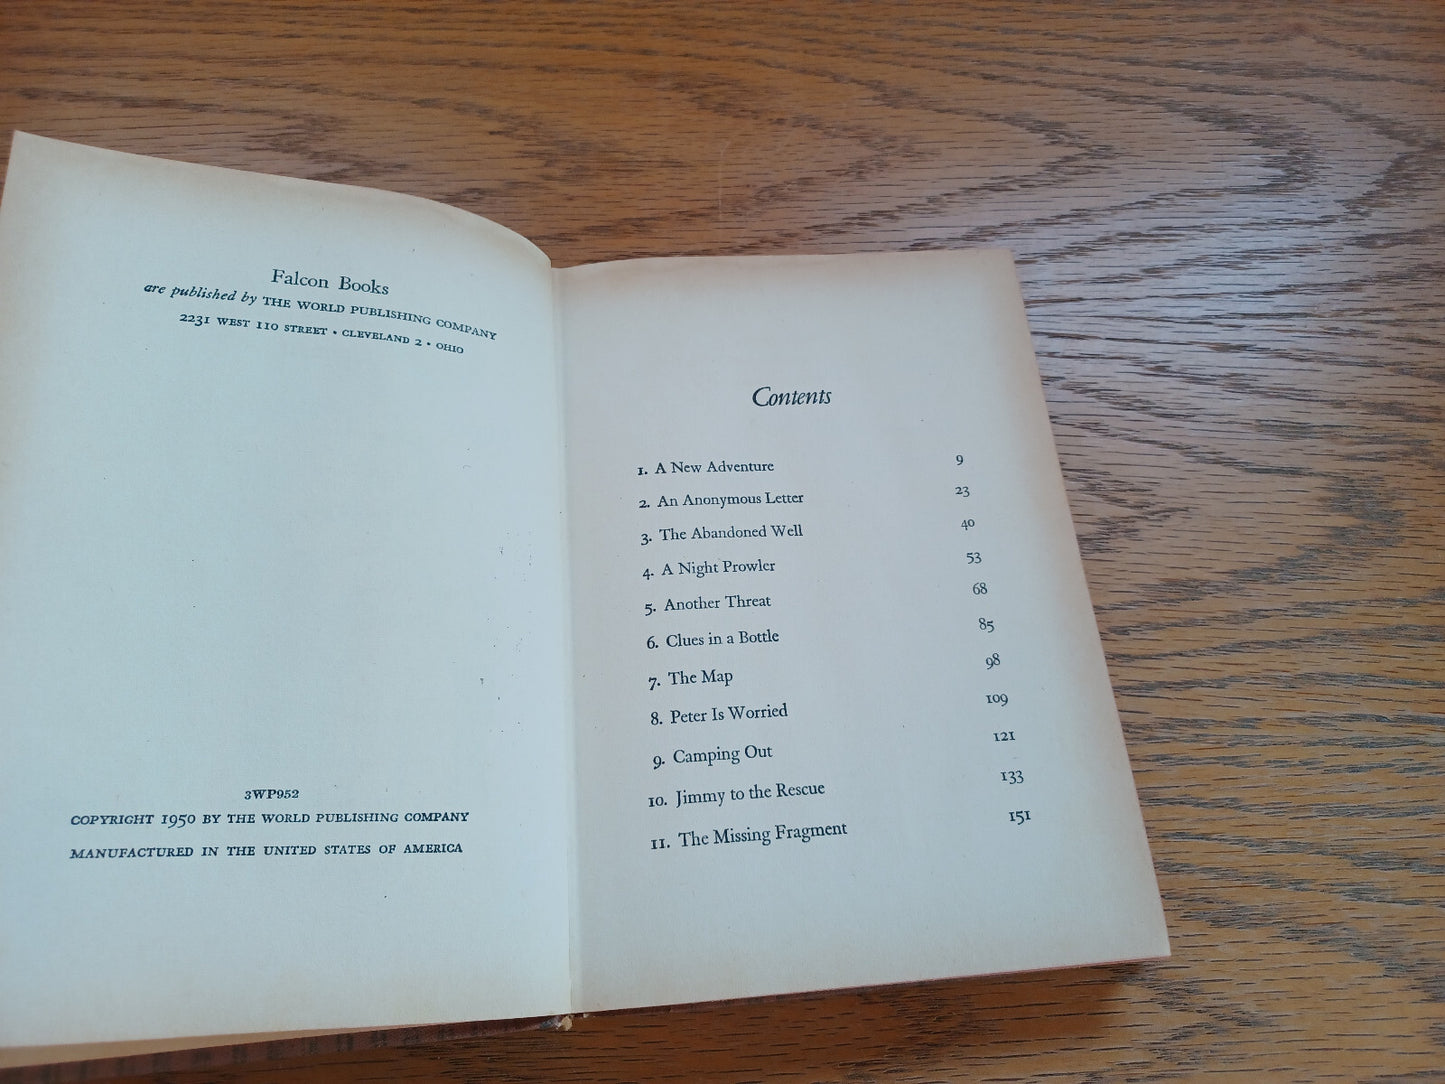 Falcon Books
are published by THE WORLD PUBLISHING COMPANY
2231 WEST 110 STREET • CLEVELAND 2 • OHIO
3WP952
COPYRIGHT 1950 BY THE WORLD PUBLISHING COMPANY
MANUFACTURED IN THE UNITED STATES OF AMERICA
Contents
1. A New Adventure 9
2. An Anonymous Letter 23
3. The Abandoned Well 40
4. A Night Prowler 53
5. Another Threat 68
6. Clues in a Bottle 85
7. The Map 98
8. Peter Is Worried 109
9. Camping Out 121
10. Jimmy to the Rescue 133
11. The Missing Fragment 151